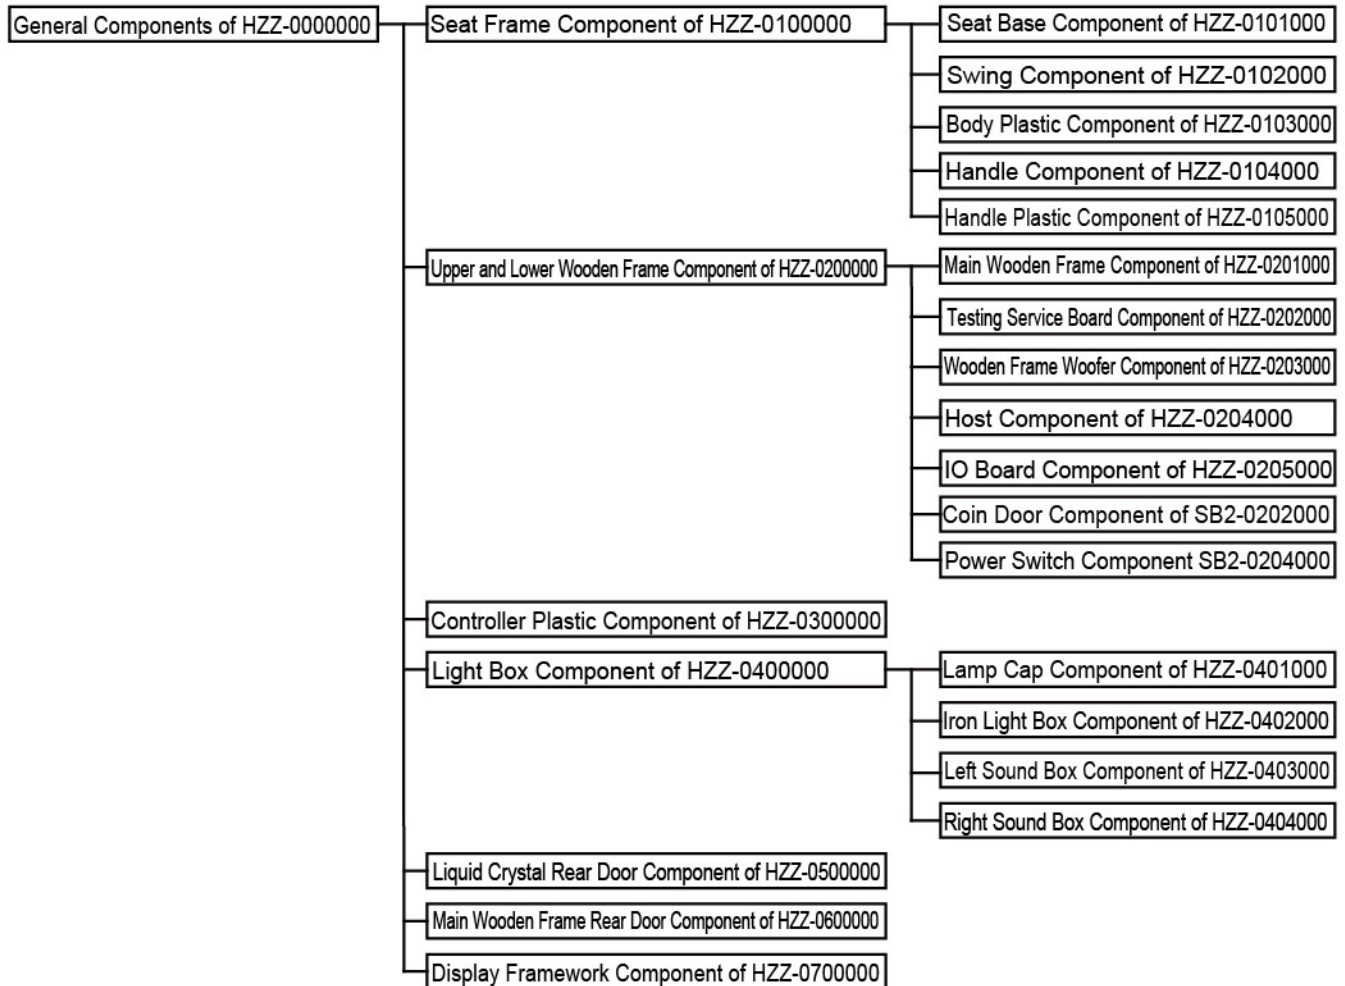 General Components of HZZ-0000000
Seat Frame Component of HZZ-0100000
Seat Base Component of HZZ-0101000
Swing Component of HZZ-0102000
Body Plastic Component of HZZ-0103000
Handle Component of HZZ-0104000
Handle Plastic Component of HZZ-0105000
Upper and Lower Wooden Frame Component of HZZ-0200000
Main Wooden Frame Component of HZZ-0201000
Testing Service Board Component of HZZ-0202000
Wooden Frame Woofer Component of HZZ-0203000
Host Component of HZZ-0204000
IO Board Component of HZZ-0205000
Coin Door Component of SB2-0202000
Power Switch Component SB2-0204000
Controller Plastic Component of HZZ-0300000
Light Box Component of HZZ-0400000
Lamp Cap Component of HZZ-0401000
Iron Light Box Component of HZZ-0402000
Left Sound Box Component of HZZ-0403000
Right Sound Box Component of HZZ-0404000
Liquid Crystal Rear Door Component of HZZ-0500000
Main Wooden Frame Rear Door Component of HZZ-0600000
Display Framework Component of HZZ-0700000